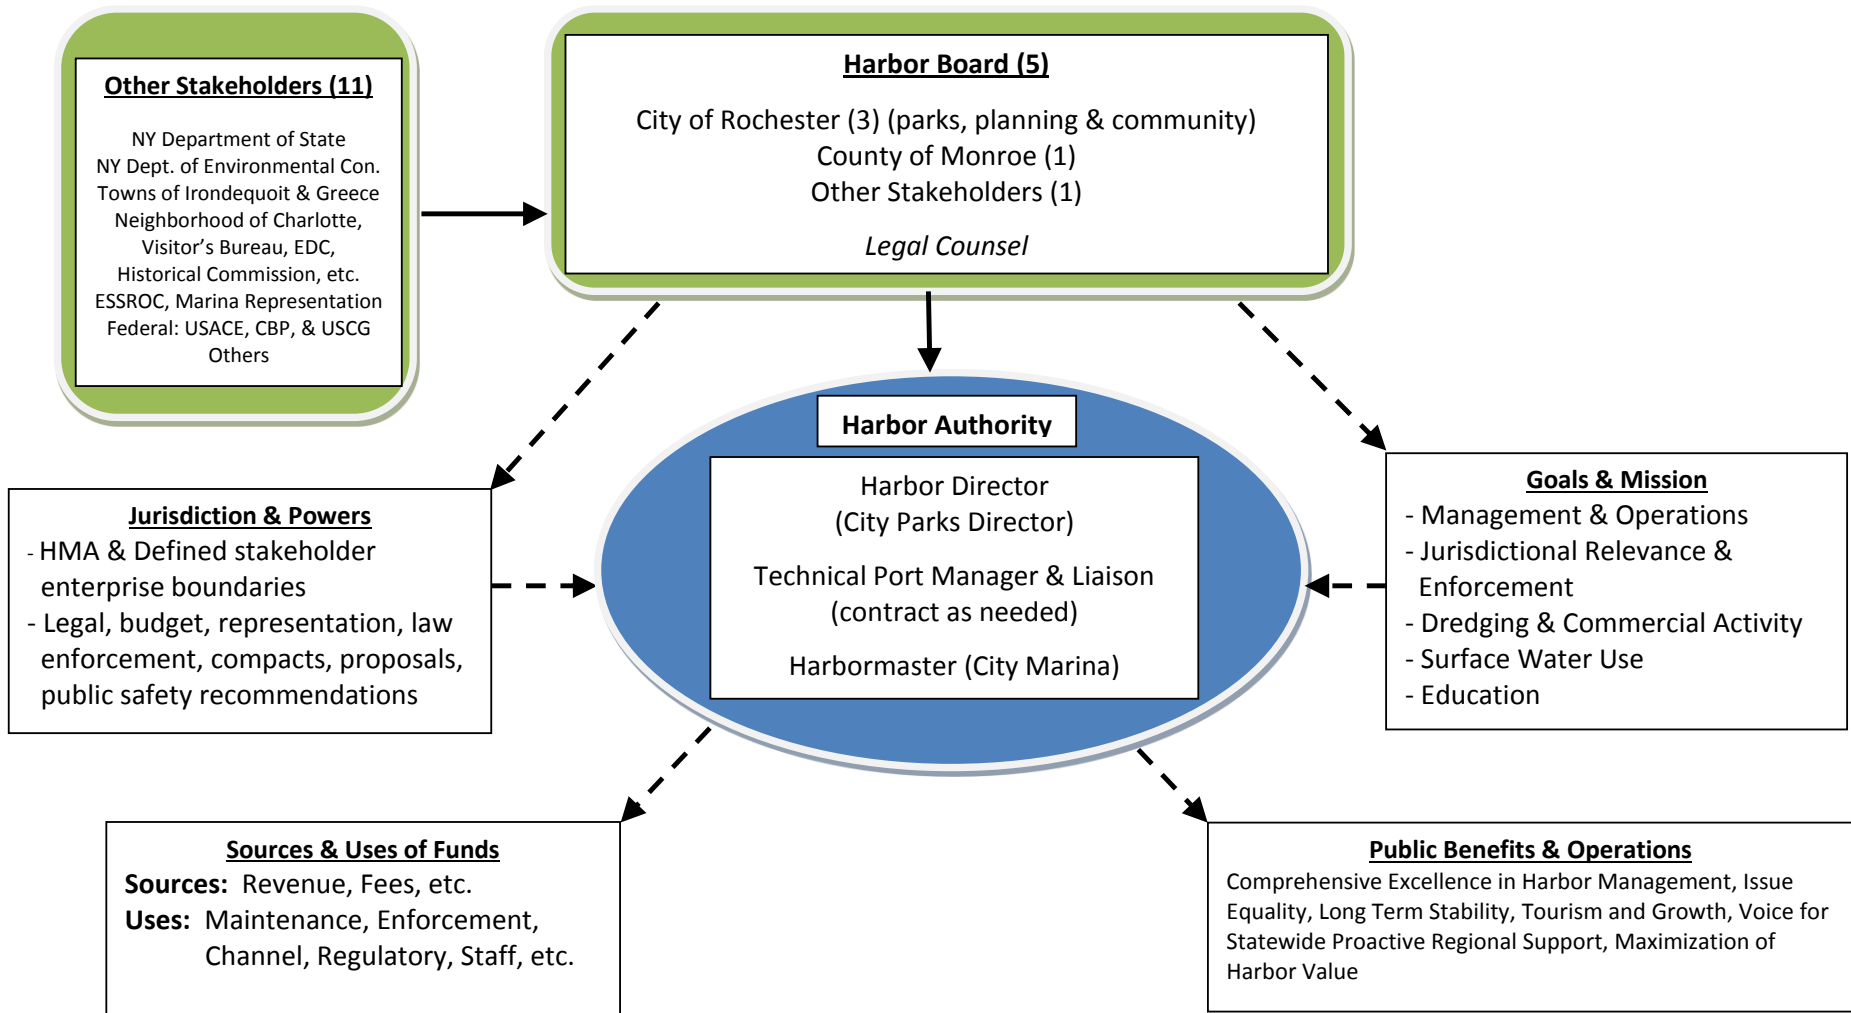 Other Stakeholders (11)
NY Department of State
NY Dept. of Environmental Con.
Towns of Irondequoit & Greece
Neighborhood of Charlotte,
Visitor's Bureau, EDC,
Historical Commission, etc.
ESSROC, Marina Representation
Federal: USACE, CBP, & USCG
Others
Harbor Board (5)
City of Rochester (3) (parks, planning & community)
County of Monroe (1)
Other Stakeholders (1)
Legal Counsel
Harbor Authority
Harbor Director
(City Parks Director)
Technical Port Manager & Liaison
(contract as needed)
Harbormaster (City Marina)
Jurisdiction & Powers
- HMA & Defined stakeholder
enterprise boundaries
- Legal, budget, representation, law
enforcement, compacts, proposals,
public safety recommendations
Goals & Mission
- Management & Operations
- Jurisdictional Relevance &
Enforcement
- Dredging & Commercial Activity
- Surface Water Use
- Education
Sources & Uses of Funds
Sources: Revenue, Fees, etc.
Uses: Maintenance, Enforcement,
Channel, Regulatory, Staff, etc.
Public Benefits & Operations
Comprehensive Excellence in Harbor Management, Issue
Equality, Long Term Stability, Tourism and Growth, Voice for
Statewide Proactive Regional Support, Maximization of
Harbor Value